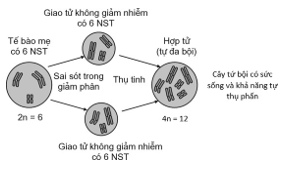 Giao tử không giảm nhiễm
có 6 NST
Tế bào mẹ
có 6 NST
Hợp tử
(tự đa bội)
Sai sót trong
giảm phân
Thụ tinh
Cây tứ bội có sức
sống và khả năng tự
thụ phấn
2n = 6
4n = 12
Giao tử không giảm nhiễm
có 6 NST